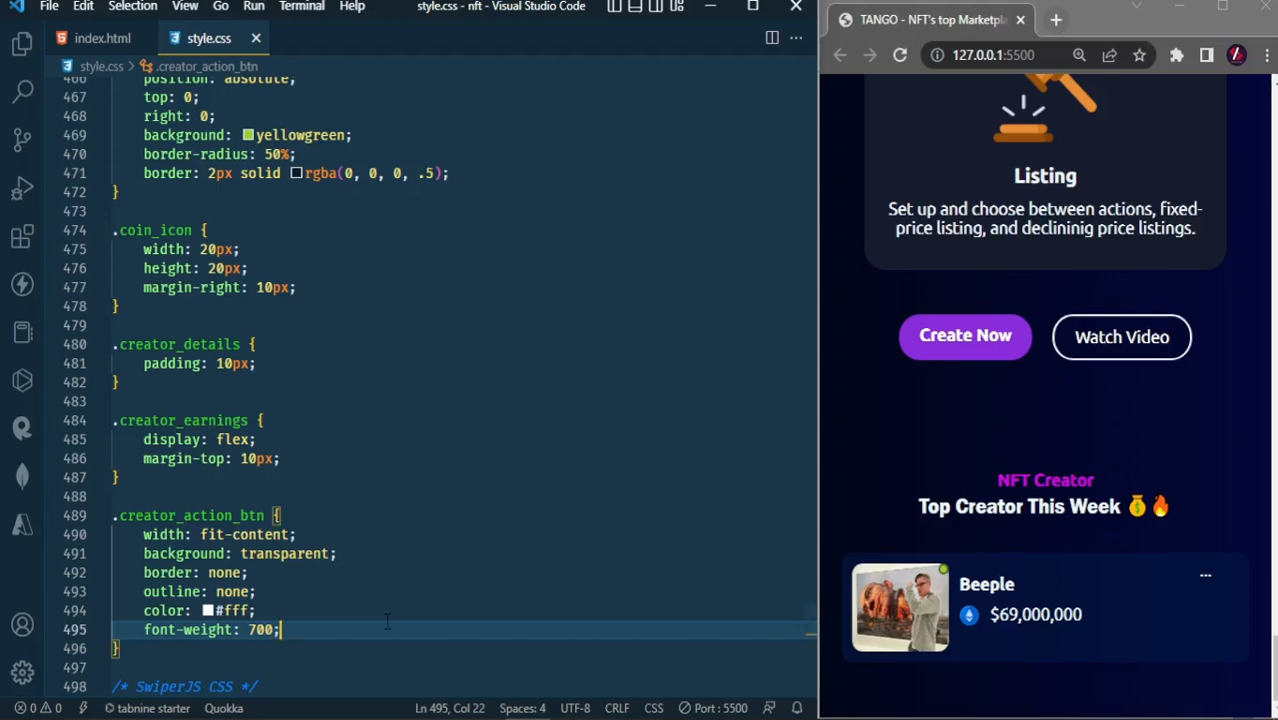 File Edit Selection View Go Run Terminal Help style.css - nft - Visual Studio Code
index.html style.css
style.css > .creator_action_btn
466 position: absolute;
467 top: 0;
468 right: 0;
469 background: yellowgreen;
470 border-radius: 50%;
471 border: 2px solid rgba(0, 0, 0, .5);
472 }
473
474 .coin_icon {
475 width: 20px;
476 height: 20px;
477 margin-right: 10px;
478 }
479
480 .creator_details {
481 padding: 10px;
482 }
483
484 .creator_earnings {
485 display: flex;
486 margin-top: 10px;
487 }
488
489 .creator_action_btn {
490 width: fit-content;
491 background: transparent;
492 border: none;
493 outline: none;
494 color: #fff;
495 font-weight: 700;
496 }
497
498 /* SwiperJS CSS */
0 0 tabnine starter Quokka Ln 495, Col 22 Spaces: 4 UTF-8 CRLF CSS Port : 5500
TANGO - NFT's top Marketpla
127.0.0.1:5500
Listing
Set up and choose between actions, fixed-
price listing, and declininig price listings.
Create Now Watch Video
NFT Creator
Top Creator This Week 💰🔥
Beeple ...
$69,000,000